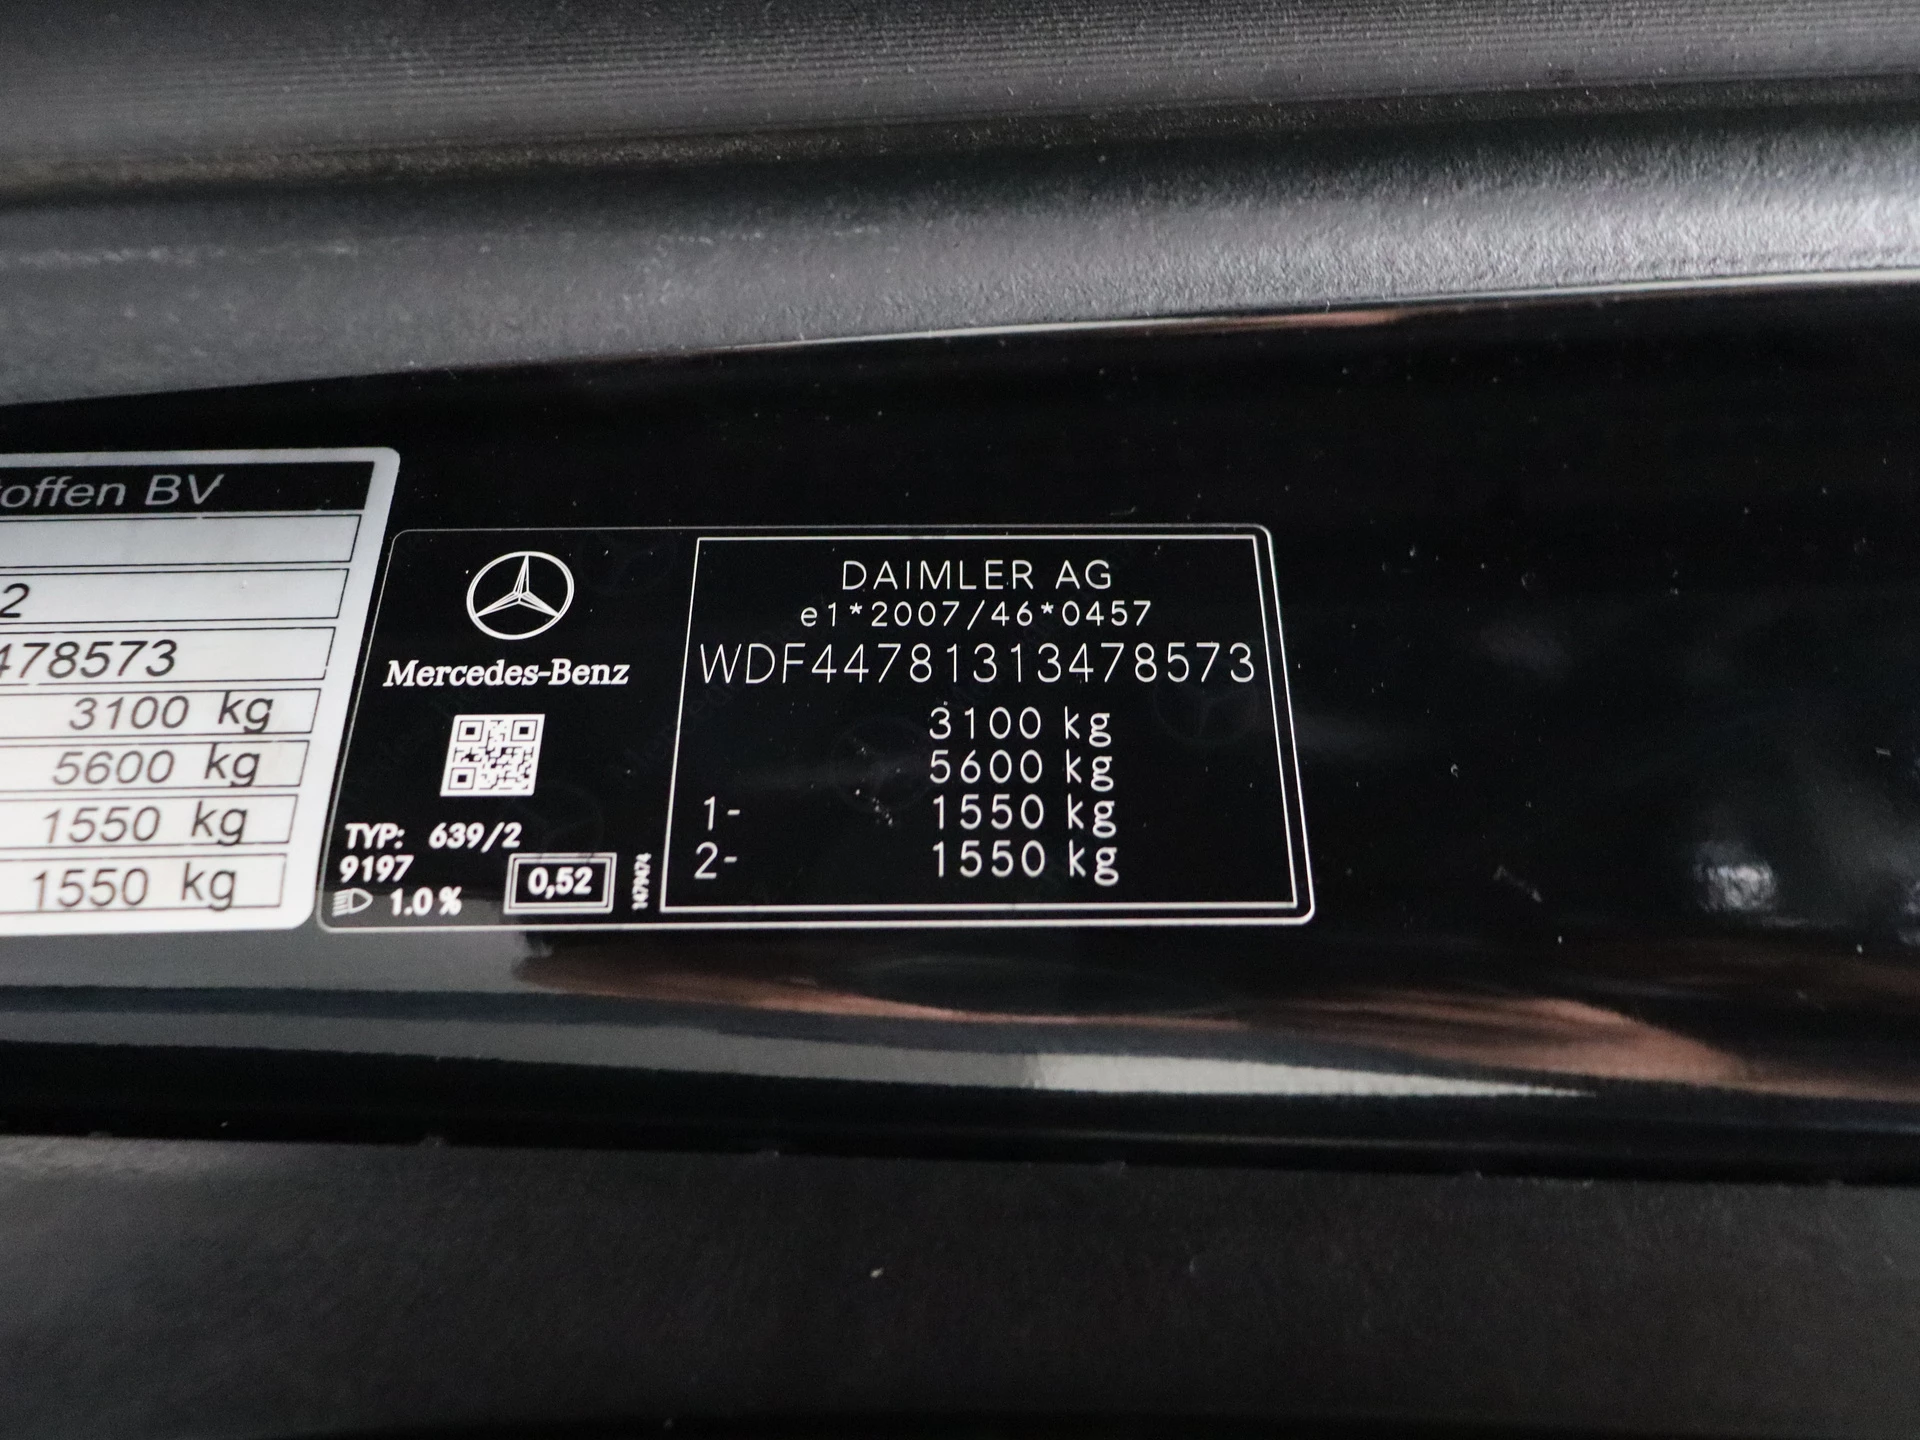 offen BV
2
478573
3100 kg
5600 kg
1550 kg
1550 kg
Mercedes-Benz
TYP: 639/2
9197
1.0%
0,52
1479474
DAIMLER AG
e1*2007/46*0457
WDF44781313478573
3100 kg
5600 kg
1- 1550 kg
2- 1550 kg